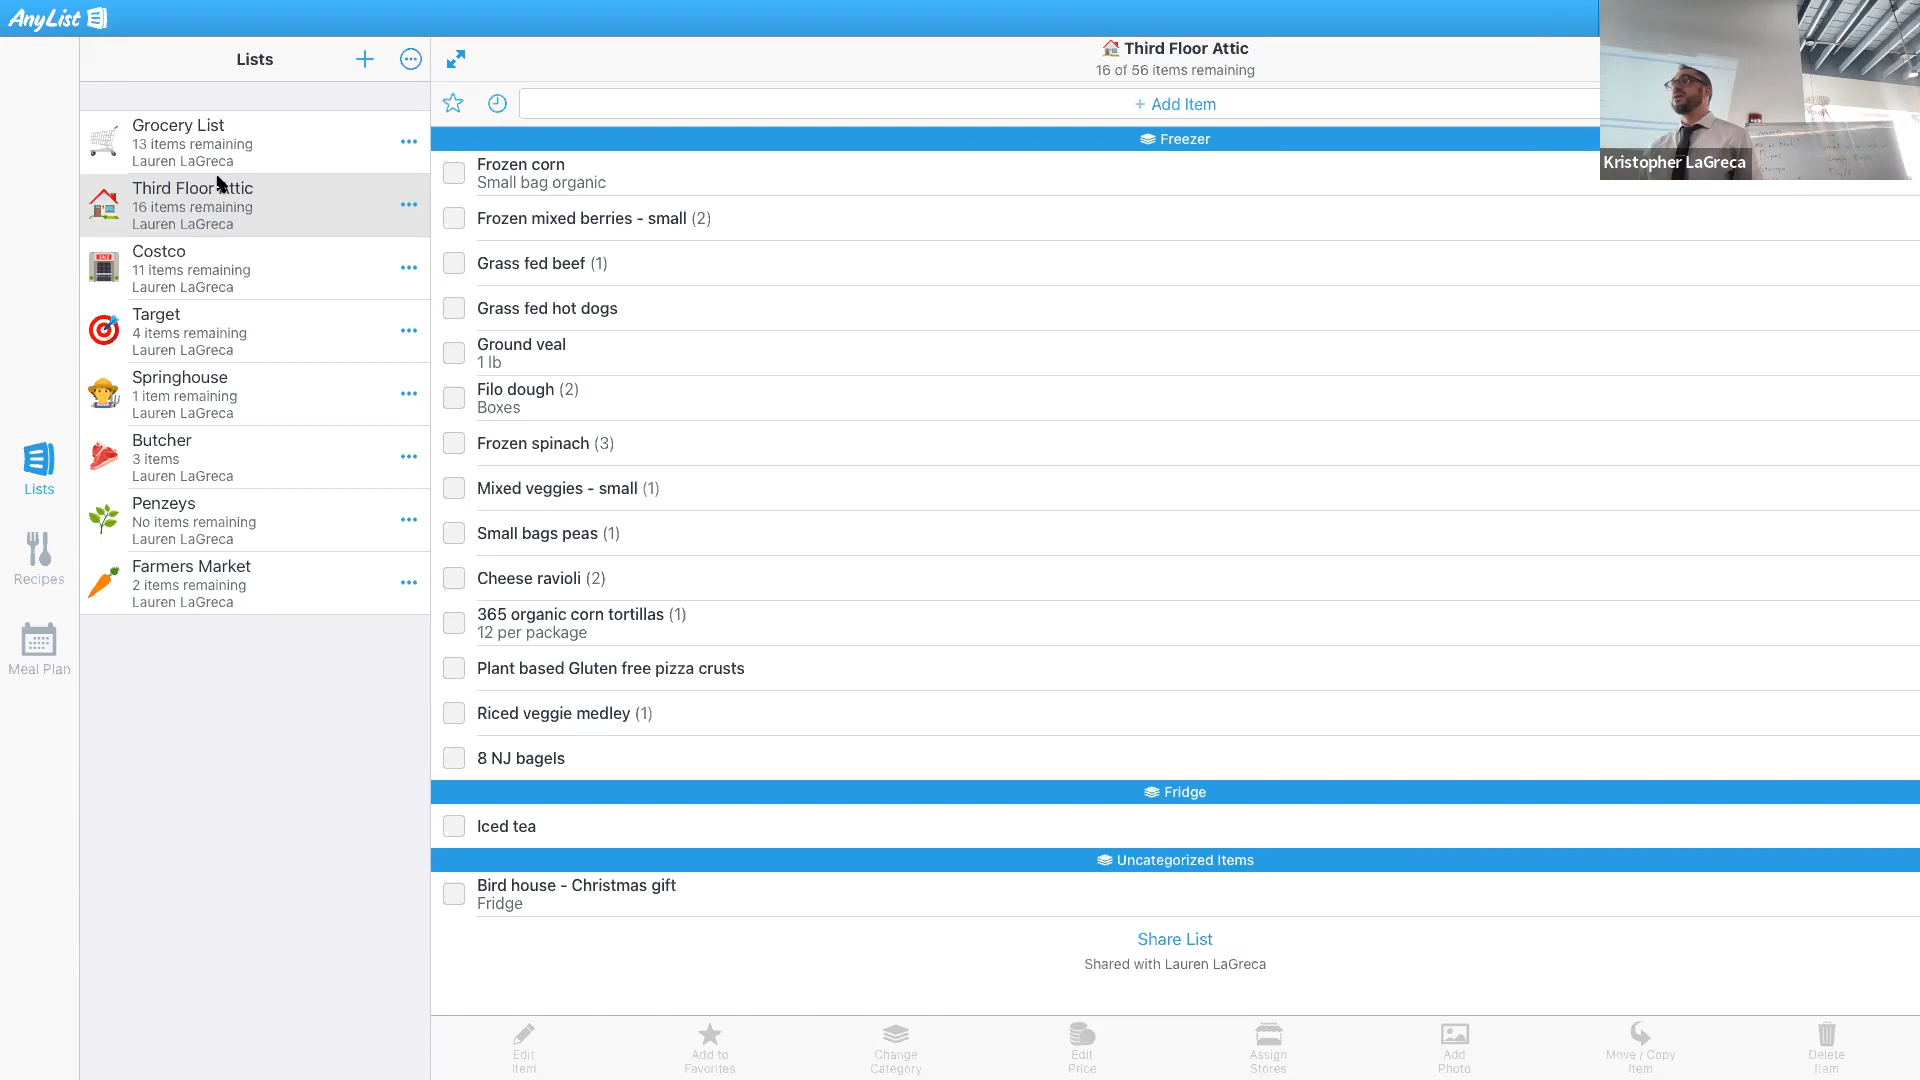 AnyList
Lists
Grocery List
13 items remaining
Lauren LaGreca
Third Floor Attic
16 items remaining
Lauren LaGreca
Costco
11 items remaining
Lauren LaGreca
Target
4 items remaining
Lauren LaGreca
Springhouse
1 item remaining
Lauren LaGreca
Butcher
3 items
Lauren LaGreca
Penzeys
No items remaining
Lauren LaGreca
Farmers Market
2 items remaining
Lauren LaGreca
Lists
Recipes
Meal Plan
Third Floor Attic
16 of 56 items remaining
+ Add Item
Freezer
Frozen corn
Small bag organic
Frozen mixed berries - small (2)
Grass fed beef (1)
Grass fed hot dogs
Ground veal
1 lb
Filo dough (2)
Boxes
Frozen spinach (3)
Mixed veggies - small (1)
Small bags peas (1)
Cheese ravioli (2)
365 organic corn tortillas (1)
12 per package
Plant based Gluten free pizza crusts
Riced veggie medley (1)
8 NJ bagels
Fridge
Iced tea
Uncategorized Items
Bird house - Christmas gift
Fridge
Share List
Shared with Lauren LaGreca
Edit Item
Add to Favorites
Change Category
Edit Price
Assign Stores
Add Photo
Move / Copy Item
Delete Item
Kristopher LaGreca